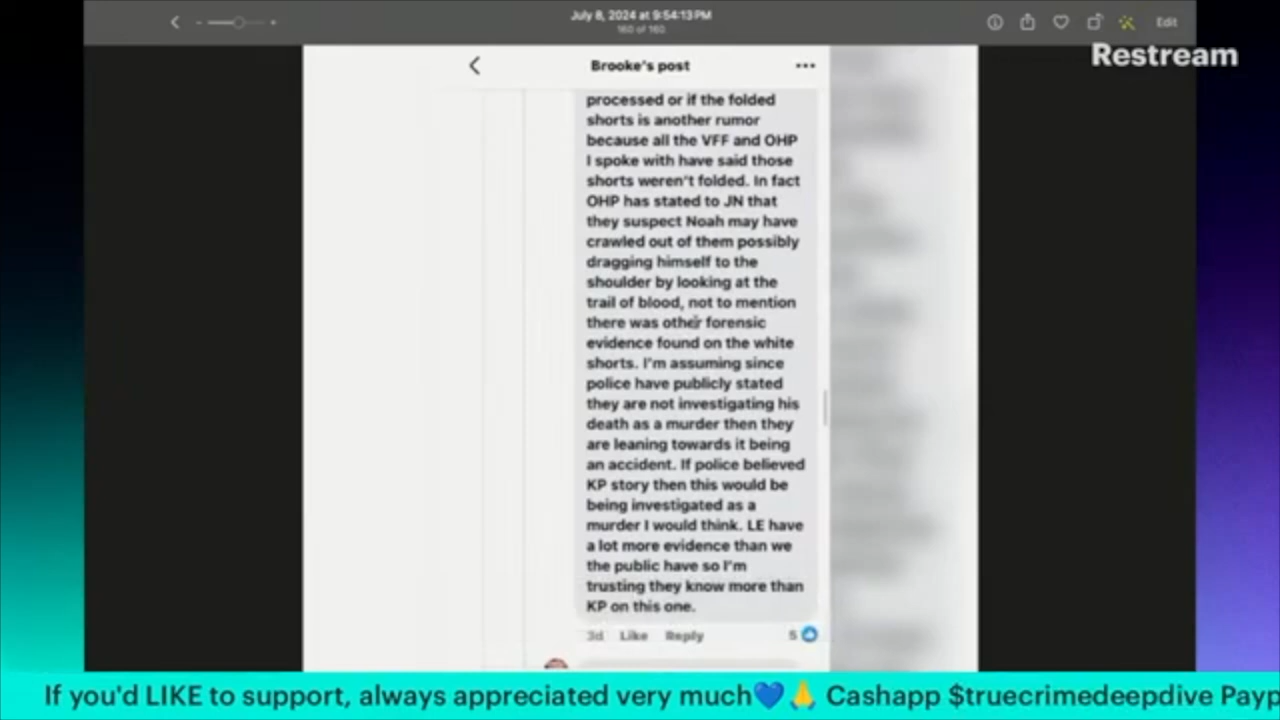 July 8, 2024 at 9:54:13 PM
160 of 160
Edit
Restream
Brooke's post
processed or if the folded
shorts is another rumor
because all the VFF and OHP
I spoke with have said those
shorts weren't folded. In fact
OHP has stated to JN that
they suspect Noah may have
crawled out of them possibly
dragging himself to the
shoulder by looking at the
trail of blood, not to mention
there was other forensic
evidence found on the white
shorts. I'm assuming since
police have publicly stated
they are not investigating his
death as a murder then they
are leaning towards it being
an accident. If police believed
KP story then this would be
being investigated as a
murder I would think. LE have
a lot more evidence than we
the public have so I'm
trusting they know more than
KP on this one.
3d Like Reply 5
If you'd LIKE to support, always appreciated very much💙🙏 Cashapp $truecrimedeepdive Payp